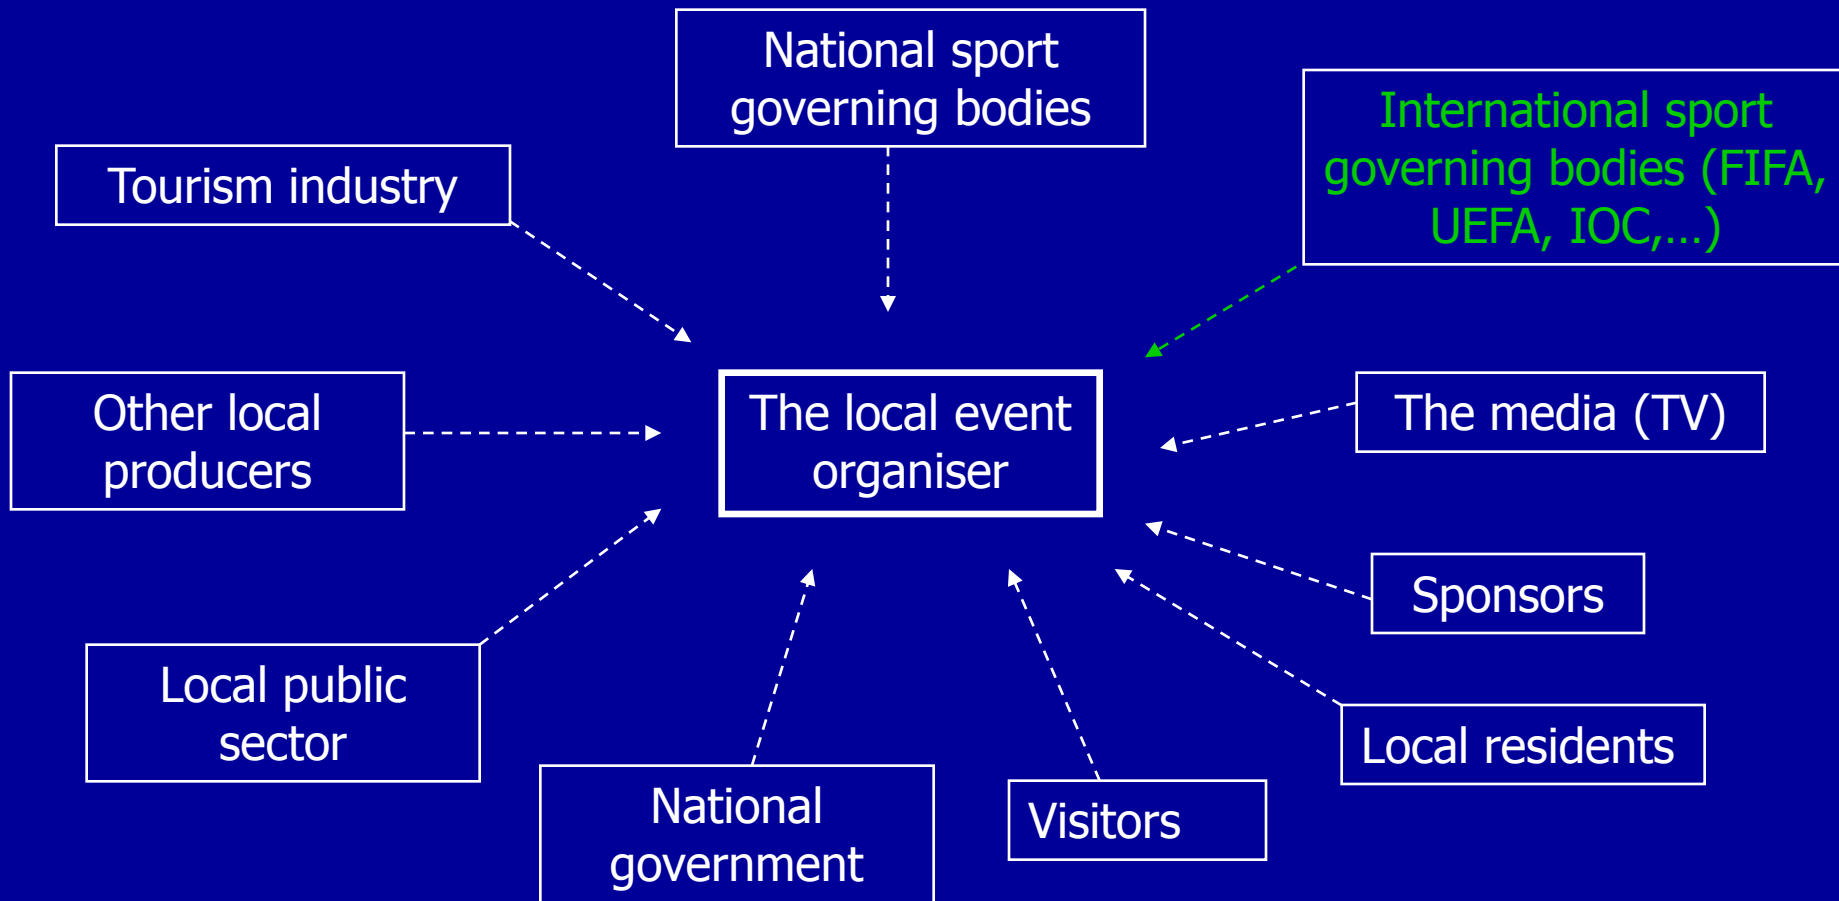 National sport
governing bodies
International sport
governing bodies (FIFA,
UEFA, IOC,…)
Tourism industry
Other local
producers
The local event
organiser
The media (TV)
Sponsors
Local public
sector
Local residents
National
government
Visitors